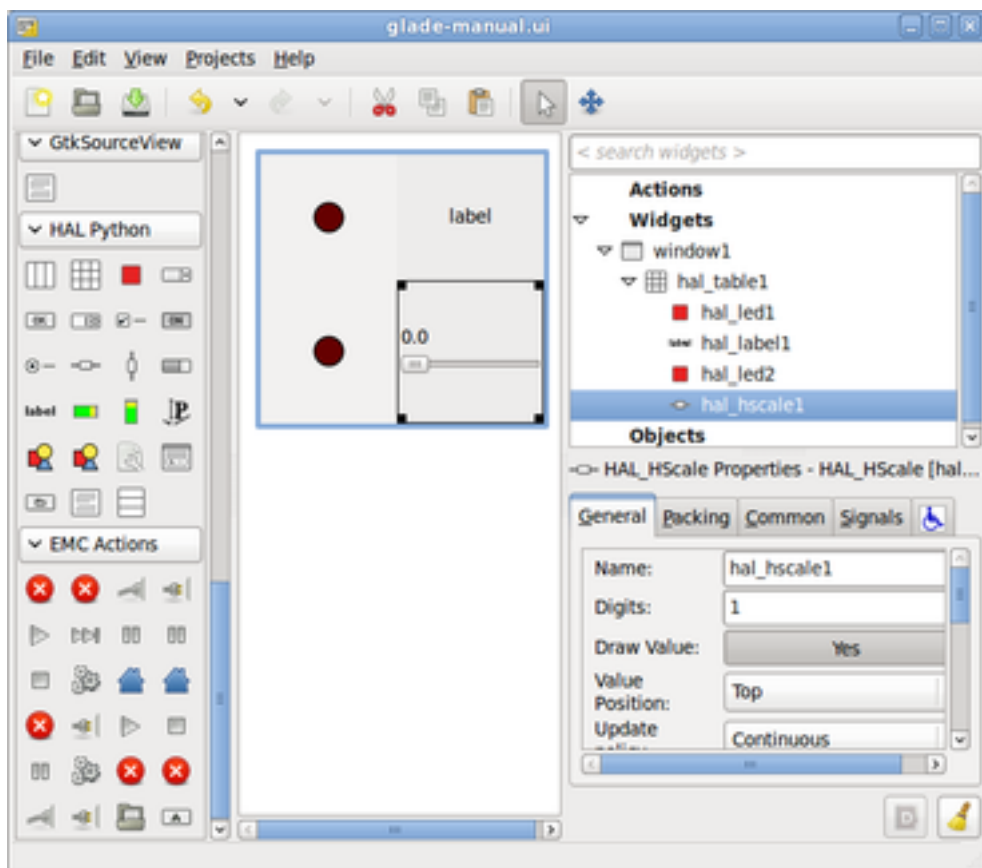 glade-manual.ui
File Edit View Projects Help
GtkSourceView
HAL Python
label
EMC Actions
label
0.0
< search widgets >
Actions
Widgets
window1
hal_table1
hal_led1
hal_label1
hal_led2
hal_hscale1
Objects
HAL_HScale Properties - HAL_HScale [hal...
General Packing Common Signals
Name: hal_hscale1
Digits: 1
Draw Value: Yes
Value
Position: Top
Update
Continuous